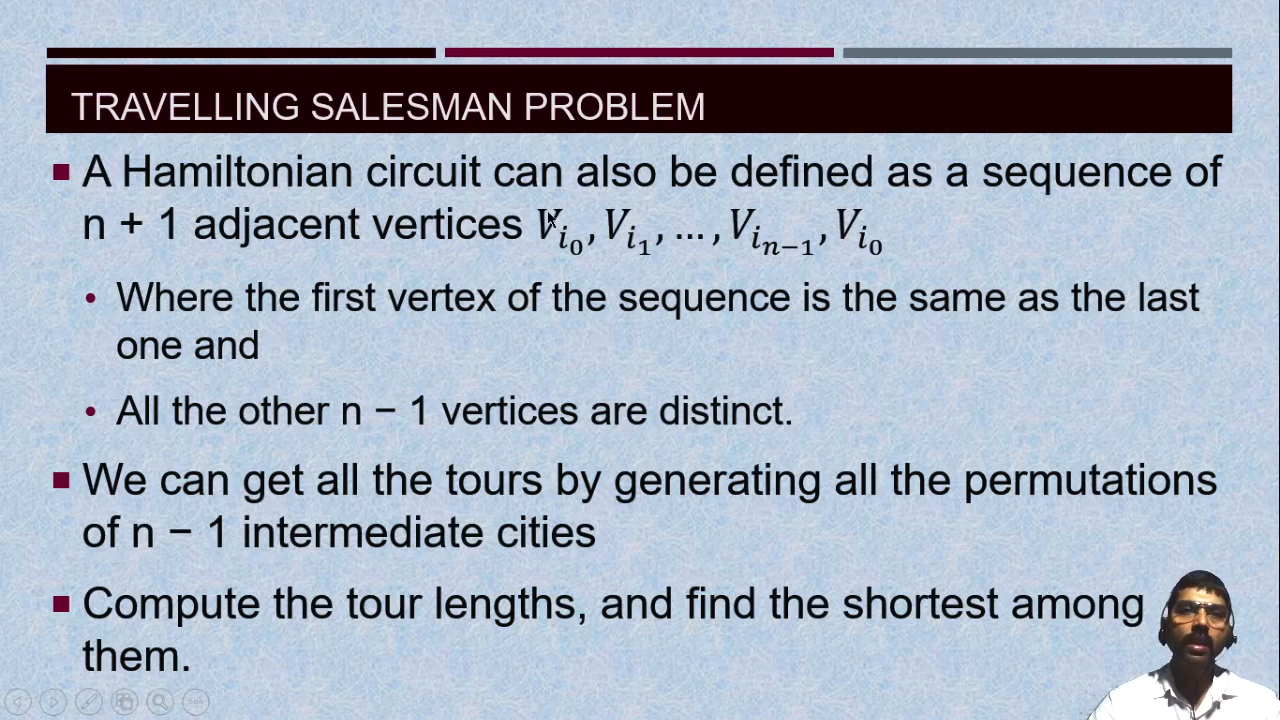 TRAVELLING SALESMAN PROBLEM
A Hamiltonian circuit can also be defined as a sequence of
n + 1 adjacent vertices $V_{i_0}, V_{i_1}, \ldots, V_{i_{n-1}}, V_{i_0}$
• Where the first vertex of the sequence is the same as the last
one and
• All the other n − 1 vertices are distinct.
We can get all the tours by generating all the permutations
of n − 1 intermediate cities
Compute the tour lengths, and find the shortest among
them.